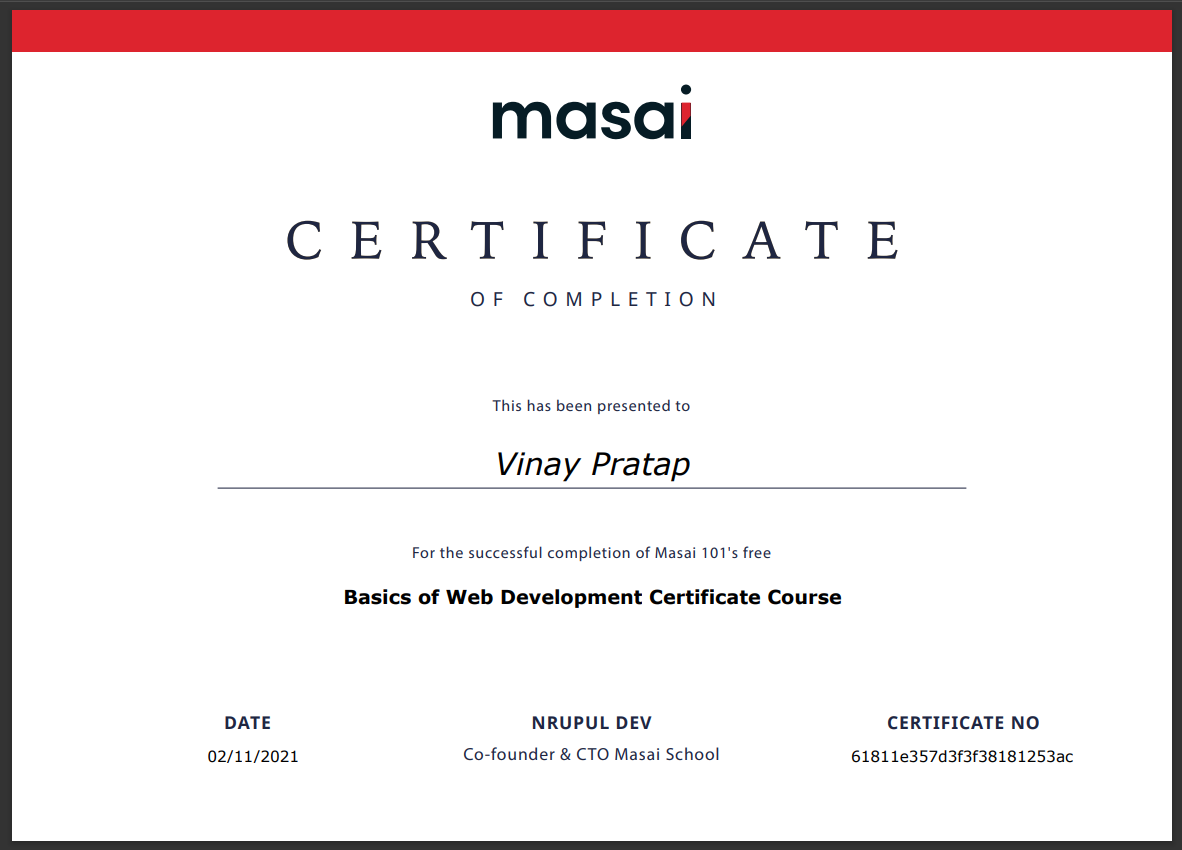 masai
CERTIFICATE
OF COMPLETION
This has been presented to
Vinay Pratap
For the successful completion of Masai 101's free
Basics of Web Development Certificate Course
DATE
02/11/2021
NRUPUL DEV
Co-founder & CTO Masai School
CERTIFICATE NO
61811e357d3f3f38181253ac